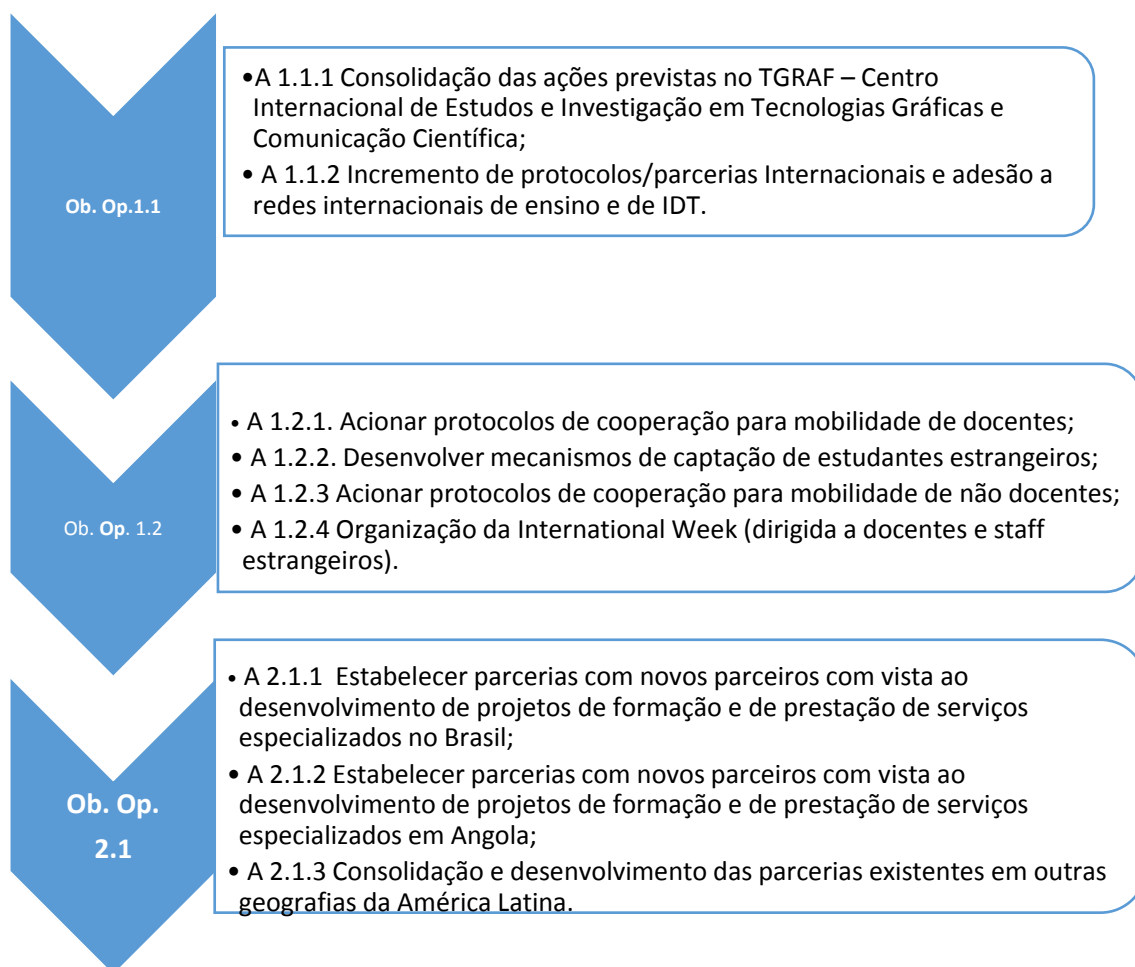 Ob. Op.1.1
•A 1.1.1 Consolidação das ações previstas no TGRAF – Centro
Internacional de Estudos e Investigação em Tecnologias Gráficas e
Comunicação Científica;
• A 1.1.2 Incremento de protocolos/parcerias Internacionais e adesão a
redes internacionais de ensino e de IDT.
Ob. Op. 1.2
• A 1.2.1. Acionar protocolos de cooperação para mobilidade de docentes;
• A 1.2.2. Desenvolver mecanismos de captação de estudantes estrangeiros;
• A 1.2.3 Acionar protocolos de cooperação para mobilidade de não docentes;
• A 1.2.4 Organização da International Week (dirigida a docentes e staff
estrangeiros).
Ob. Op.
2.1
• A 2.1.1 Estabelecer parcerias com novos parceiros com vista ao
desenvolvimento de projetos de formação e de prestação de serviços
especializados no Brasil;
• A 2.1.2 Estabelecer parcerias com novos parceiros com vista ao
desenvolvimento de projetos de formação e de prestação de serviços
especializados em Angola;
• A 2.1.3 Consolidação e desenvolvimento das parcerias existentes em outras
geografias da América Latina.